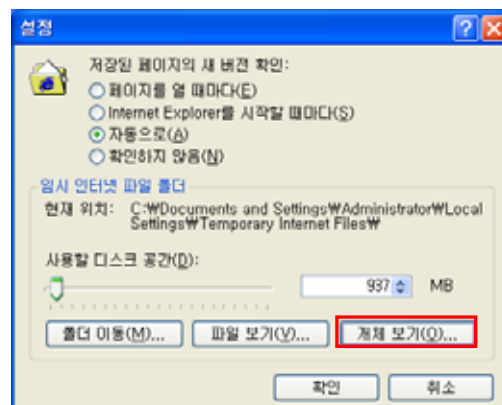 설정
저장된 페이지의 새 버전 확인:
페이지를 열 때마다(E)
Internet Explorer를 시작할 때마다(S)
자동으로(A)
확인하지 않음(N)
임시 인터넷 파일 폴더
현재 위치: C:₩Documents and Settings₩Administrator₩Local
Settings₩Temporary Internet Files₩
사용할 디스크 공간(D):
937 MB
폴더 이동(M)... 파일 보기(V)... 개체 보기(O)...
확인 취소